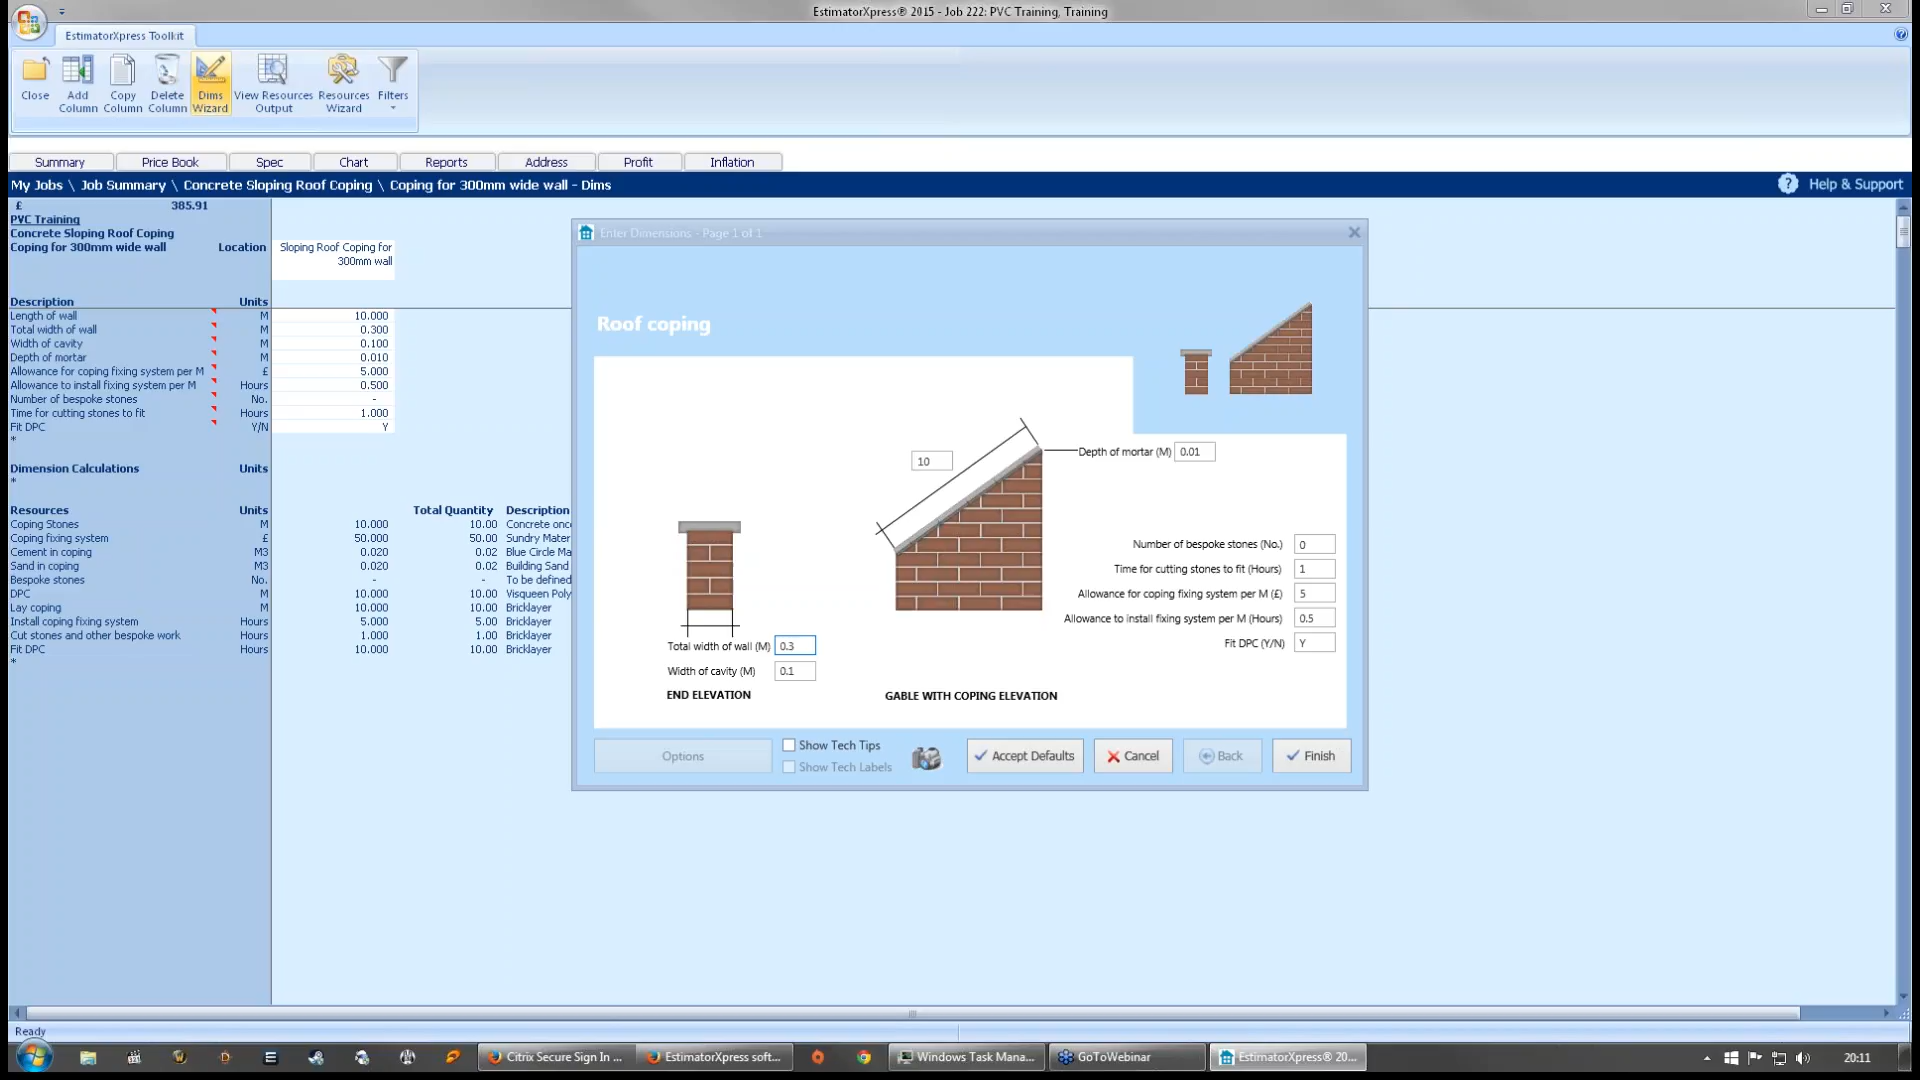 EstimatorXpress® 2015 - Job 222: PVC Training, Training
EstimatorXpress Toolkit
Close
Add Column
Copy Column
Delete Column
Dims Wizard
View Resources Output
Resources Wizard
Filters
Summary
Price Book
Spec
Chart
Reports
Address
Profit
Inflation
My Jobs \ Job Summary \ Concrete Sloping Roof Coping \ Coping for 300mm wide wall - Dims
? Help & Support
£ 385.91
PVC Training
Concrete Sloping Roof Coping
Coping for 300mm wide wall Location Sloping Roof Coping for
300mm wall
Description Units
Length of wall M 10.000
Total width of wall M 0.300
Width of cavity M 0.100
Depth of mortar M 0.010
Allowance for coping fixing system per M £ 5.000
Allowance to install fixing system per M Hours 0.500
Number of bespoke stones No. -
Time for cutting stones to fit Hours 1.000
Fit DPC Y/N Y
*
Dimension Calculations Units
*
Resources Units Total Quantity Description
Coping Stones M 10.000 10.00 Concrete onc
Coping fixing system £ 50.000 50.00 Sundry Mater
Cement in coping M3 0.020 0.02 Blue Circle Ma
Sand in coping M3 0.020 0.02 Building Sand
Bespoke stones No. - - To be defined
DPC M 10.000 10.00 Visqueen Poly
Lay coping M 10.000 10.00 Bricklayer
Install coping fixing system Hours 5.000 5.00 Bricklayer
Cut stones and other bespoke work Hours 1.000 1.00 Bricklayer
Fit DPC Hours 10.000 10.00 Bricklayer
*
Enter Dimensions - Page 1 of 1
Roof coping
10
Depth of mortar (M) 0.01
Number of bespoke stones (No.) 0
Time for cutting stones to fit (Hours) 1
Allowance for coping fixing system per M (£) 5
Allowance to install fixing system per M (Hours) 0.5
Fit DPC (Y/N) Y
Total width of wall (M) 0.3
Width of cavity (M) 0.1
END ELEVATION
GABLE WITH COPING ELEVATION
Options
Show Tech Tips
Show Tech Labels
Accept Defaults
Cancel
Back
Finish
Ready
Citrix Secure Sign In ...
EstimatorXpress soft...
Windows Task Mana...
GoToWebinar
EstimatorXpress® 20...
20:11